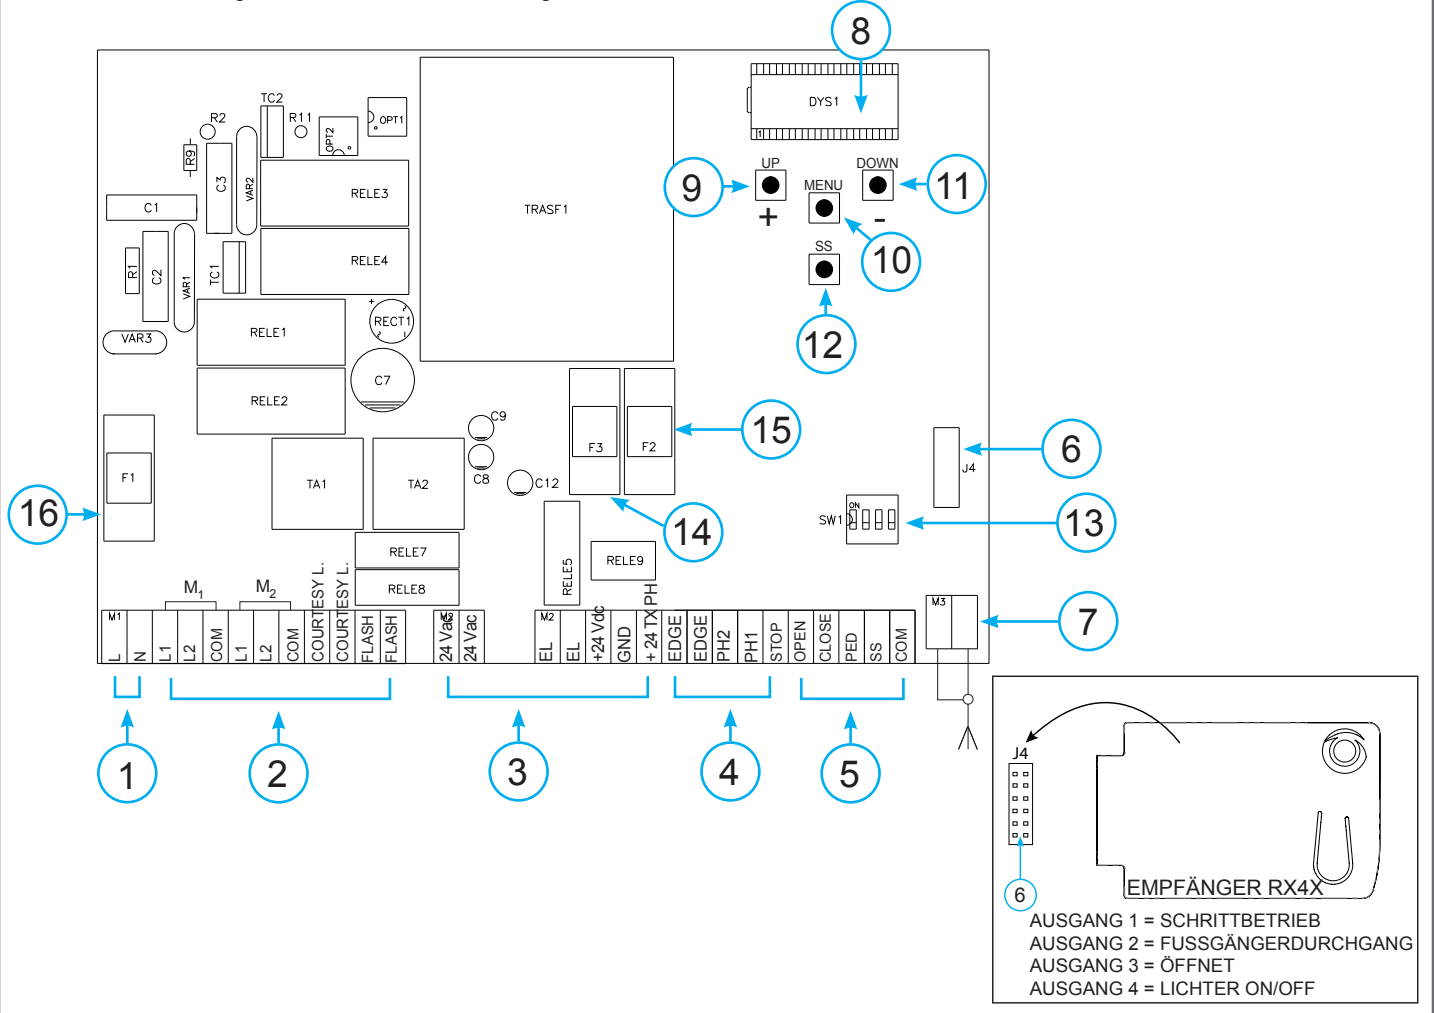 8
DYS1
1
TC2
R2
R11
OPT2
OPT1
R9
C3
VAR2
RELE3
C1
TRASF1
UP
DOWN
MENU
9
11
+
-
10
SS
12
R1
C2
VAR1
TC1
RELE4
RECT1
+
VAR3
RELE1
RELE2
C7
C9
C8
C12
F3
F2
15
6
J4
F1
TA1
TA2
16
14
SW1
ON
13
RELE7
RELE8
RELE5
RELE9
M1
M2
7
M1
L
N
L1
L2
COM
L1
L2
COM
COURTESY L.
COURTESY L.
FLASH
FLASH
24 Vac
24 Vac
M2
EL
EL
+24 Vdc
GND
+ 24 TX PH
EDGE
EDGE
PH2
PH1
STOP
OPEN
CLOSE
PED
SS
COM
M3
1
2
3
4
5
J4
6
EMPFÄNGER RX4X
AUSGANG 1 = SCHRITTBETRIEB
AUSGANG 2 = FUSSGÄNGERDURCHGANG
AUSGANG 3 = ÖFFNET
AUSGANG 4 = LICHTER ON/OFF